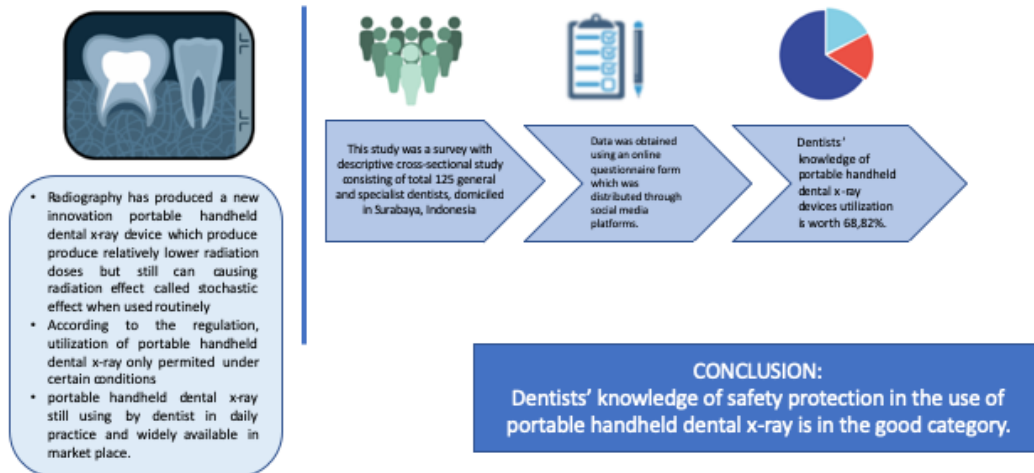 • Radiography has produced a new
innovation portable handheld
dental x-ray device which produce
produce relatively lower radiation
doses but still can causing
radiation effect called stochastic
effect when used routinely
• According to the regulation,
utilization of portable handheld
dental x-ray only permited under
certain conditions
• portable handheld dental x-ray
still using by dentist in daily
practice and widely available in
market place.
This study was a survey with
descriptive cross-sectional study
consisting of total 125 general
and specialist dentists, domiciled
in Surabaya, Indonesia
Data was obtained
using an online
questionnaire form
which was
distributed through
social media
platforms.
Dentists'
knowledge of
portable handheld
dental x-ray
devices utilization
is worth 68,82%.
CONCLUSION:
Dentists' knowledge of safety protection in the use of
portable handheld dental x-ray is in the good category.